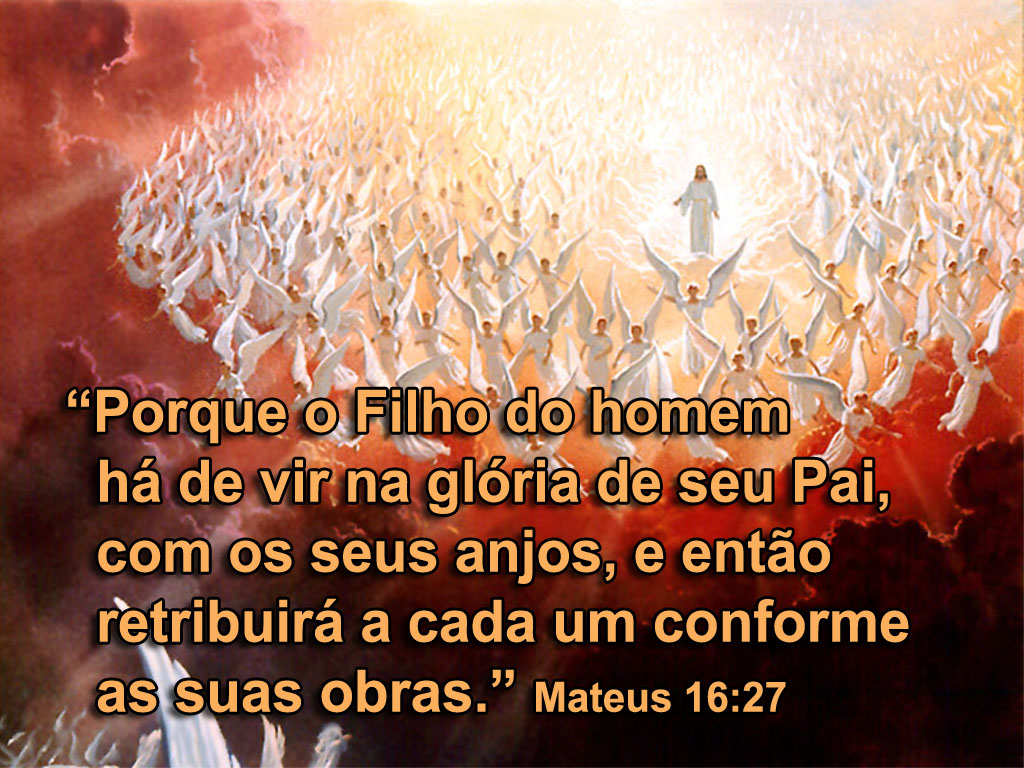 “Porque o Filho do homem
há de vir na glória de seu Pai,
com os seus anjos, e então
retribuirá a cada um conforme
as suas obras.” Mateus 16:27